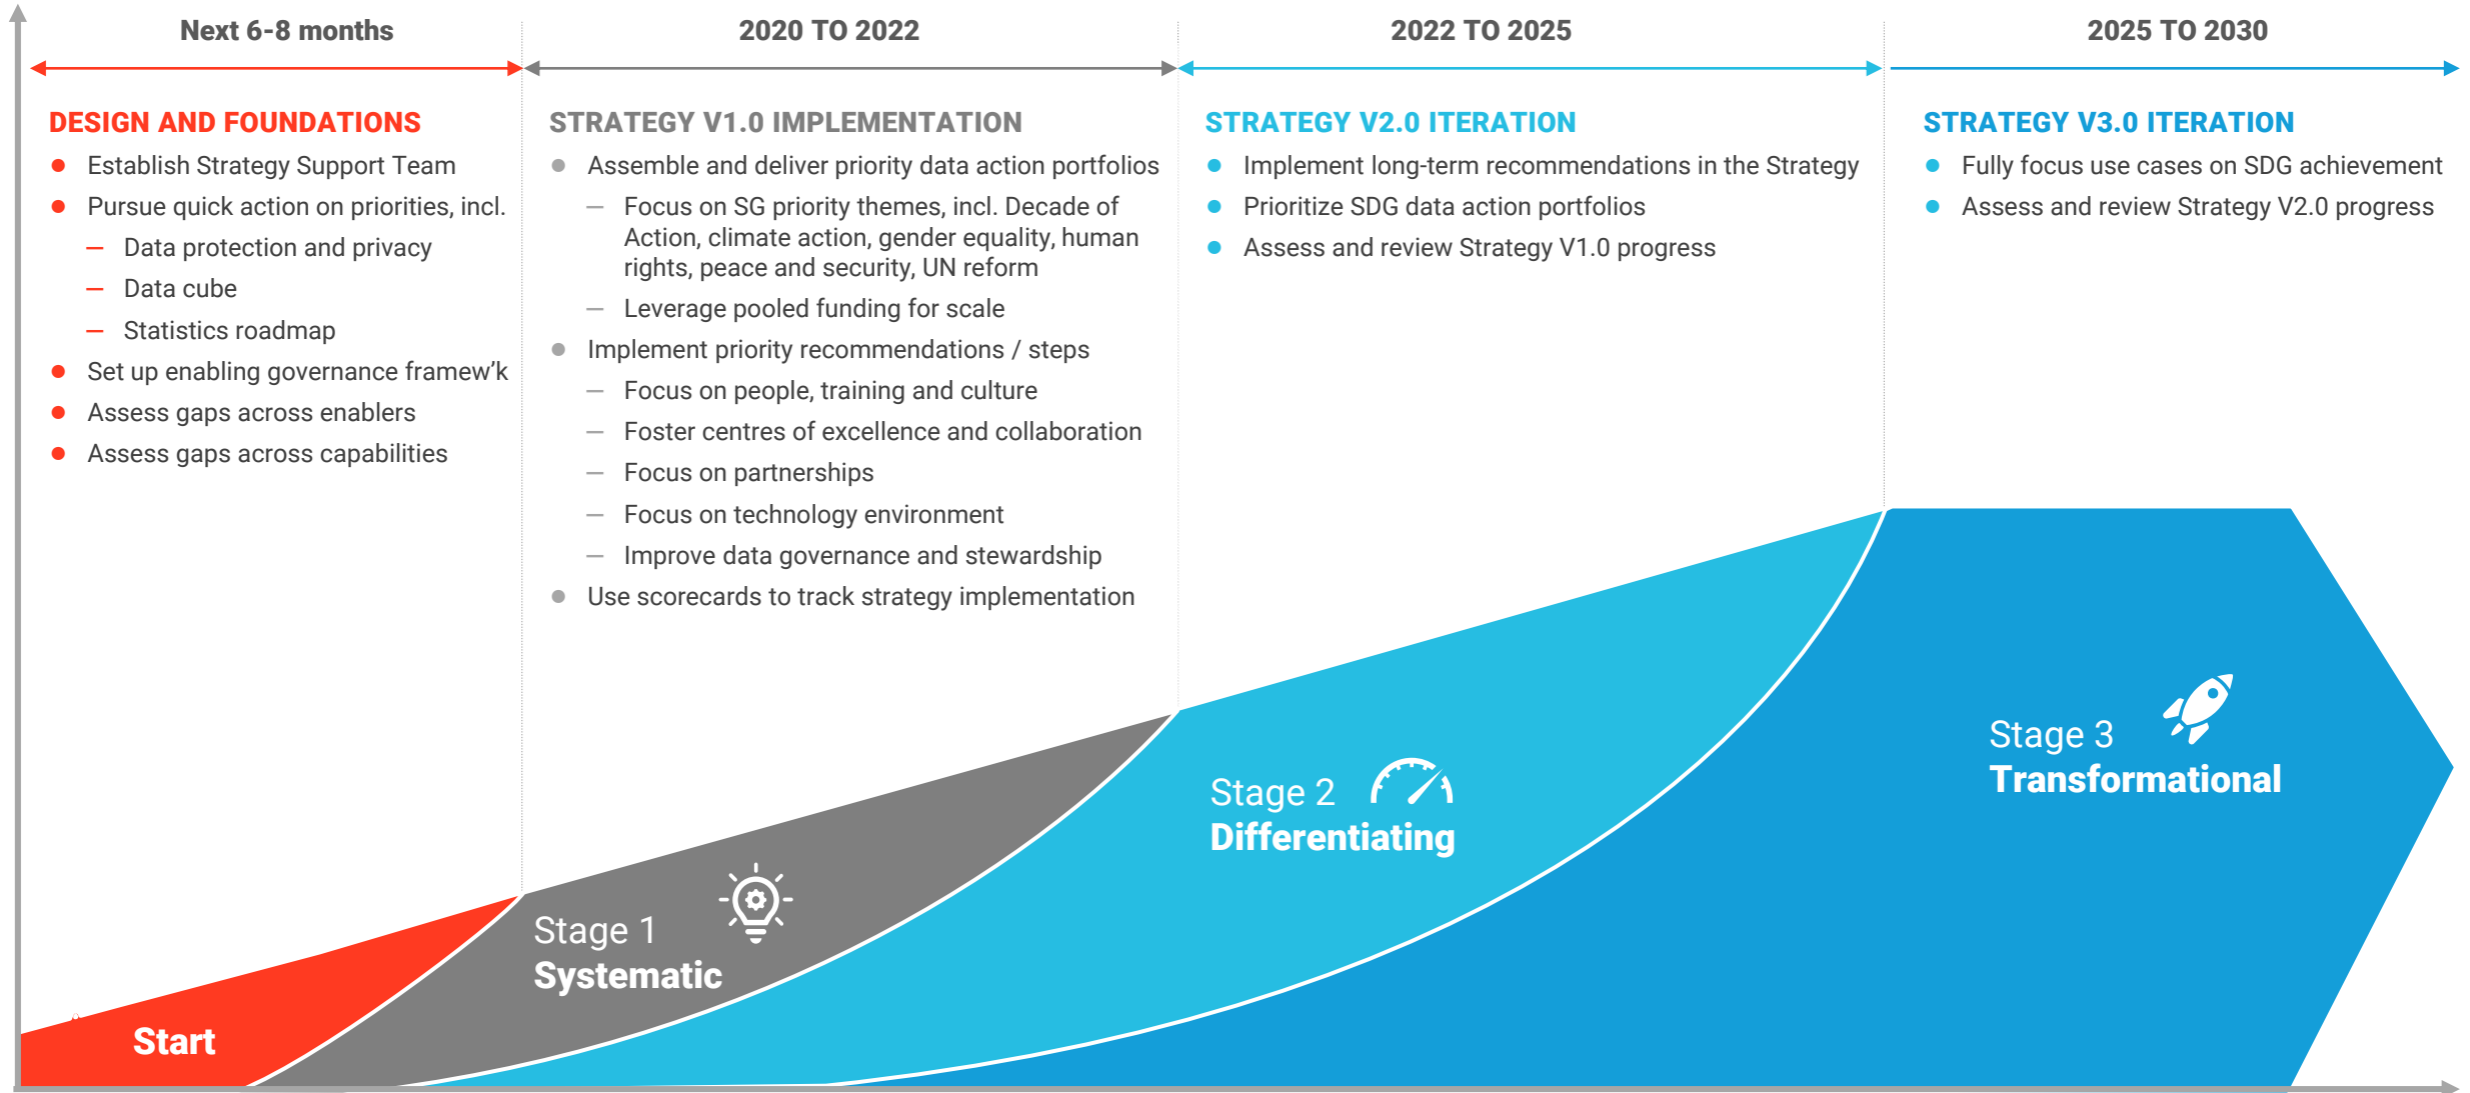 Next 6-8 months
2020 TO 2022
2022 TO 2025
2025 TO 2030
DESIGN AND FOUNDATIONS
● Establish Strategy Support Team
● Pursue quick action on priorities, incl.
— Data protection and privacy
— Data cube
— Statistics roadmap
● Set up enabling governance framew’k
● Assess gaps across enablers
● Assess gaps across capabilities
STRATEGY V1.0 IMPLEMENTATION
● Assemble and deliver priority data action portfolios
— Focus on SG priority themes, incl. Decade of
Action, climate action, gender equality, human
rights, peace and security, UN reform
— Leverage pooled funding for scale
● Implement priority recommendations / steps
— Focus on people, training and culture
— Foster centres of excellence and collaboration
— Focus on partnerships
— Focus on technology environment
— Improve data governance and stewardship
● Use scorecards to track strategy implementation
STRATEGY V2.0 ITERATION
● Implement long-term recommendations in the Strategy
● Prioritize SDG data action portfolios
● Assess and review Strategy V1.0 progress
STRATEGY V3.0 ITERATION
● Fully focus use cases on SDG achievement
● Assess and review Strategy V2.0 progress
Start
Stage 1
Systematic
Stage 2
Differentiating
Stage 3
Transformational